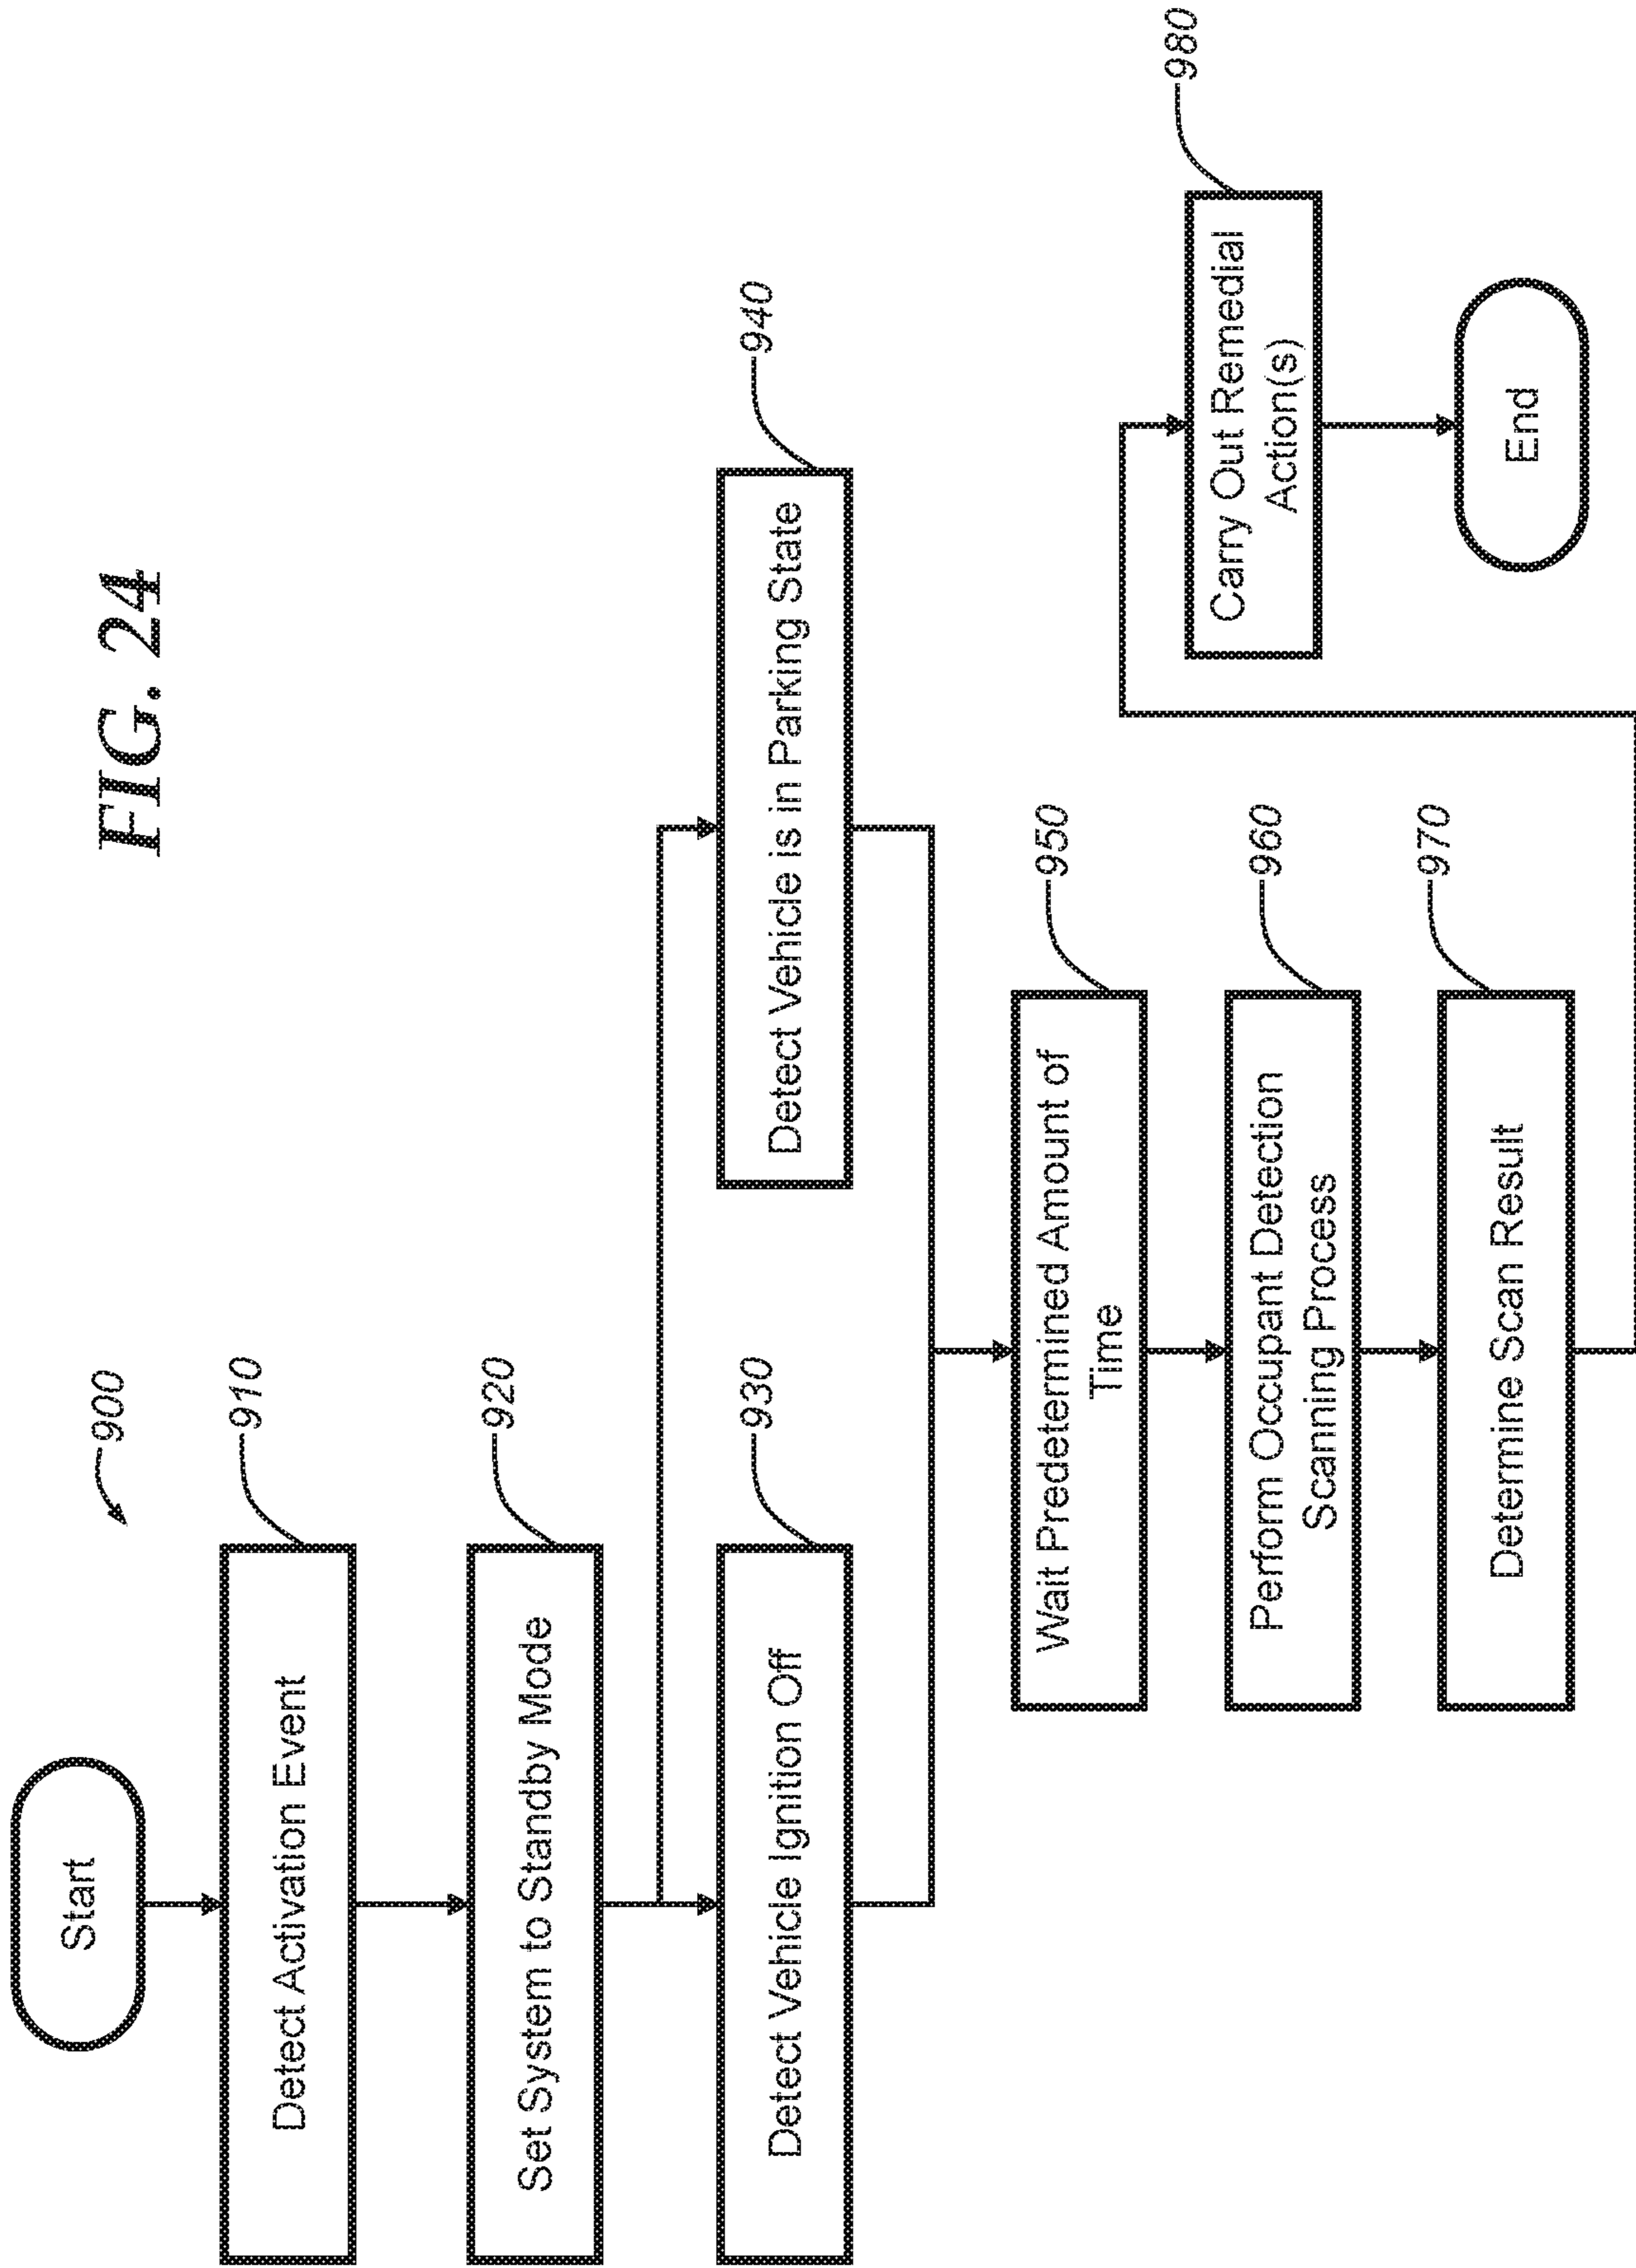 FIG. 24
900
Start
Detect Activation Event
910
Set System to Standby Mode
920
Detect Vehicle Ignition Off
930
Detect Vehicle is in Parking State
940
Wait Predetermined Amount of
Time
950
Perform Occupant Detection
Scanning Process
960
Determine Scan Result
970
Carry Out Remedial
Action(s)
980
End